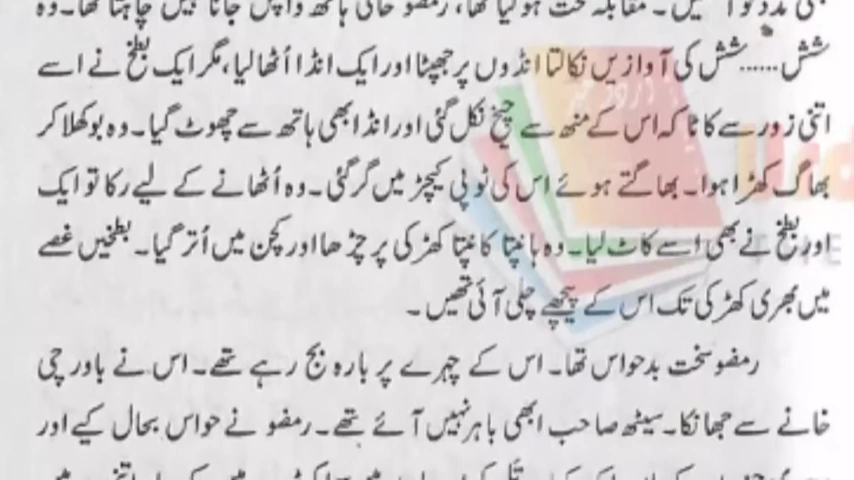 مقابلہ سخت ہو گیا تھا، رمضو خالی ہاتھ واپس جانا نہیں چاہتا تھا۔ وہ
شش......شش کی آوازیں نکالتا انڈوں پر جھپٹا اور ایک انڈا اُٹھا لیا، مگر ایک بطخ نے اسے
اتنی زور سے کاٹا کہ اس کے منھ سے چیخ نکل گئی اور انڈا بھی ہاتھ سے چھوٹ گیا۔ وہ بوکھلا کر
بھاگ کھڑا ہوا۔ بھاگتے ہوئے اس کی ٹوپی کیچڑ میں گر گئی۔ وہ اُٹھانے کے لیے رکا تو ایک
اور بطخ نے بھی اسے کاٹ لیا۔ وہ ہانپتا کانپتا کھڑکی پر چڑھا اور کچن میں اُتر گیا۔ بطخیں غصے
میں بھری کھڑکی تک اس کے پیچھے چلی آئی تھیں۔
رمضو سخت بدحواس تھا۔ اس کے چہرے پر بارہ بج رہے تھے۔ اس نے باورچی
خانے سے جھانکا۔ سیٹھ صاحب ابھی باہر نہیں آئے تھے۔ رمضو نے حواس بحال کیے اور